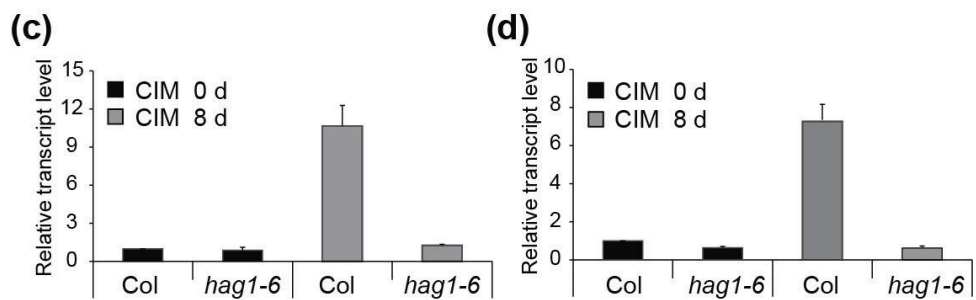 (c)
Relative transcript level
15
12
9
6
3
0
CIM 0 d
CIM 8 d
Col
hag1-6
Col
hag1-6
(d)
Relative transcript level
10
8
6
4
2
0
CIM 0 d
CIM 8 d
Col
hag1-6
Col
hag1-6